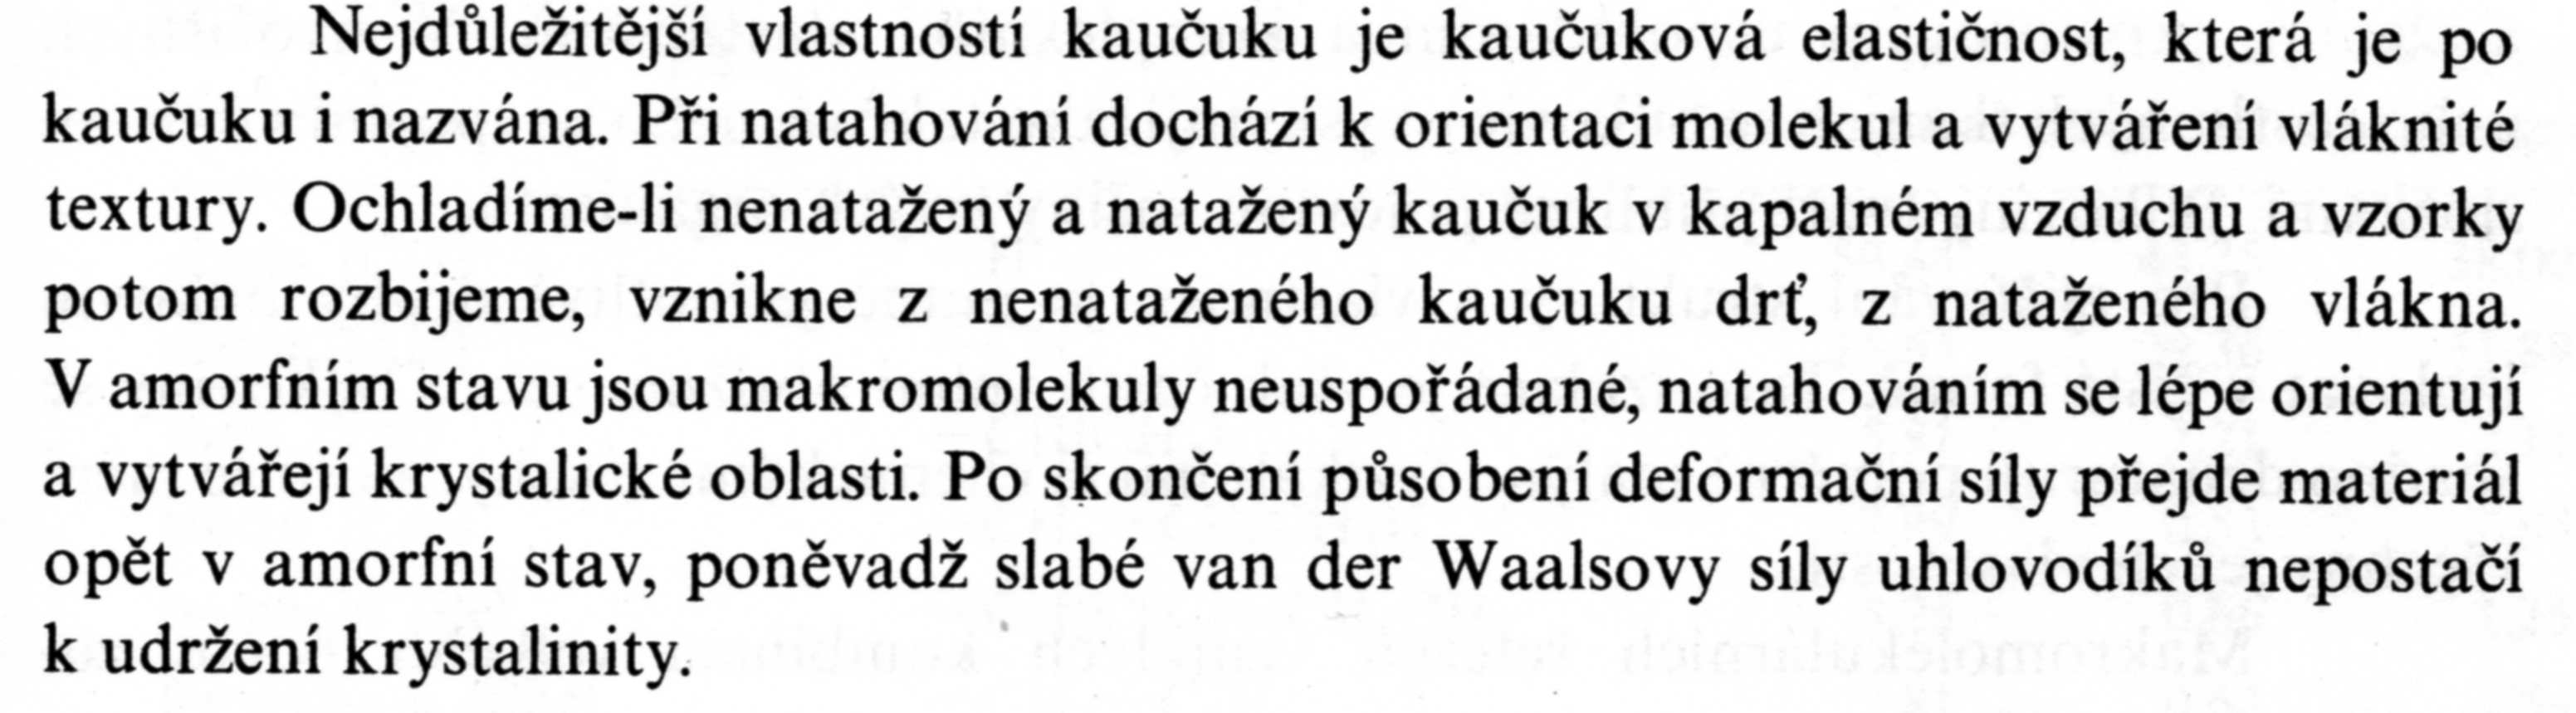 Nejdůležitější vlastností kaučuku je kaučuková elastičnost, která je po
kaučuku i nazvána. Při natahování dochází k orientaci molekul a vytváření vláknité
textury. Ochladíme-li nenatažený a natažený kaučuk v kapalném vzduchu a vzorky
potom rozbijeme, vznikne z nenataženého kaučuku drť, z nataženého vlákna.
V amorfním stavu jsou makromolekuly neuspořádané, natahováním se lépe orientují
a vytvářejí krystalické oblasti. Po skončení působení deformační síly přejde materiál
opět v amorfní stav, poněvadž slabé van der Waalsovy síly uhlovodíků nepostačí
k udržení krystalinity.